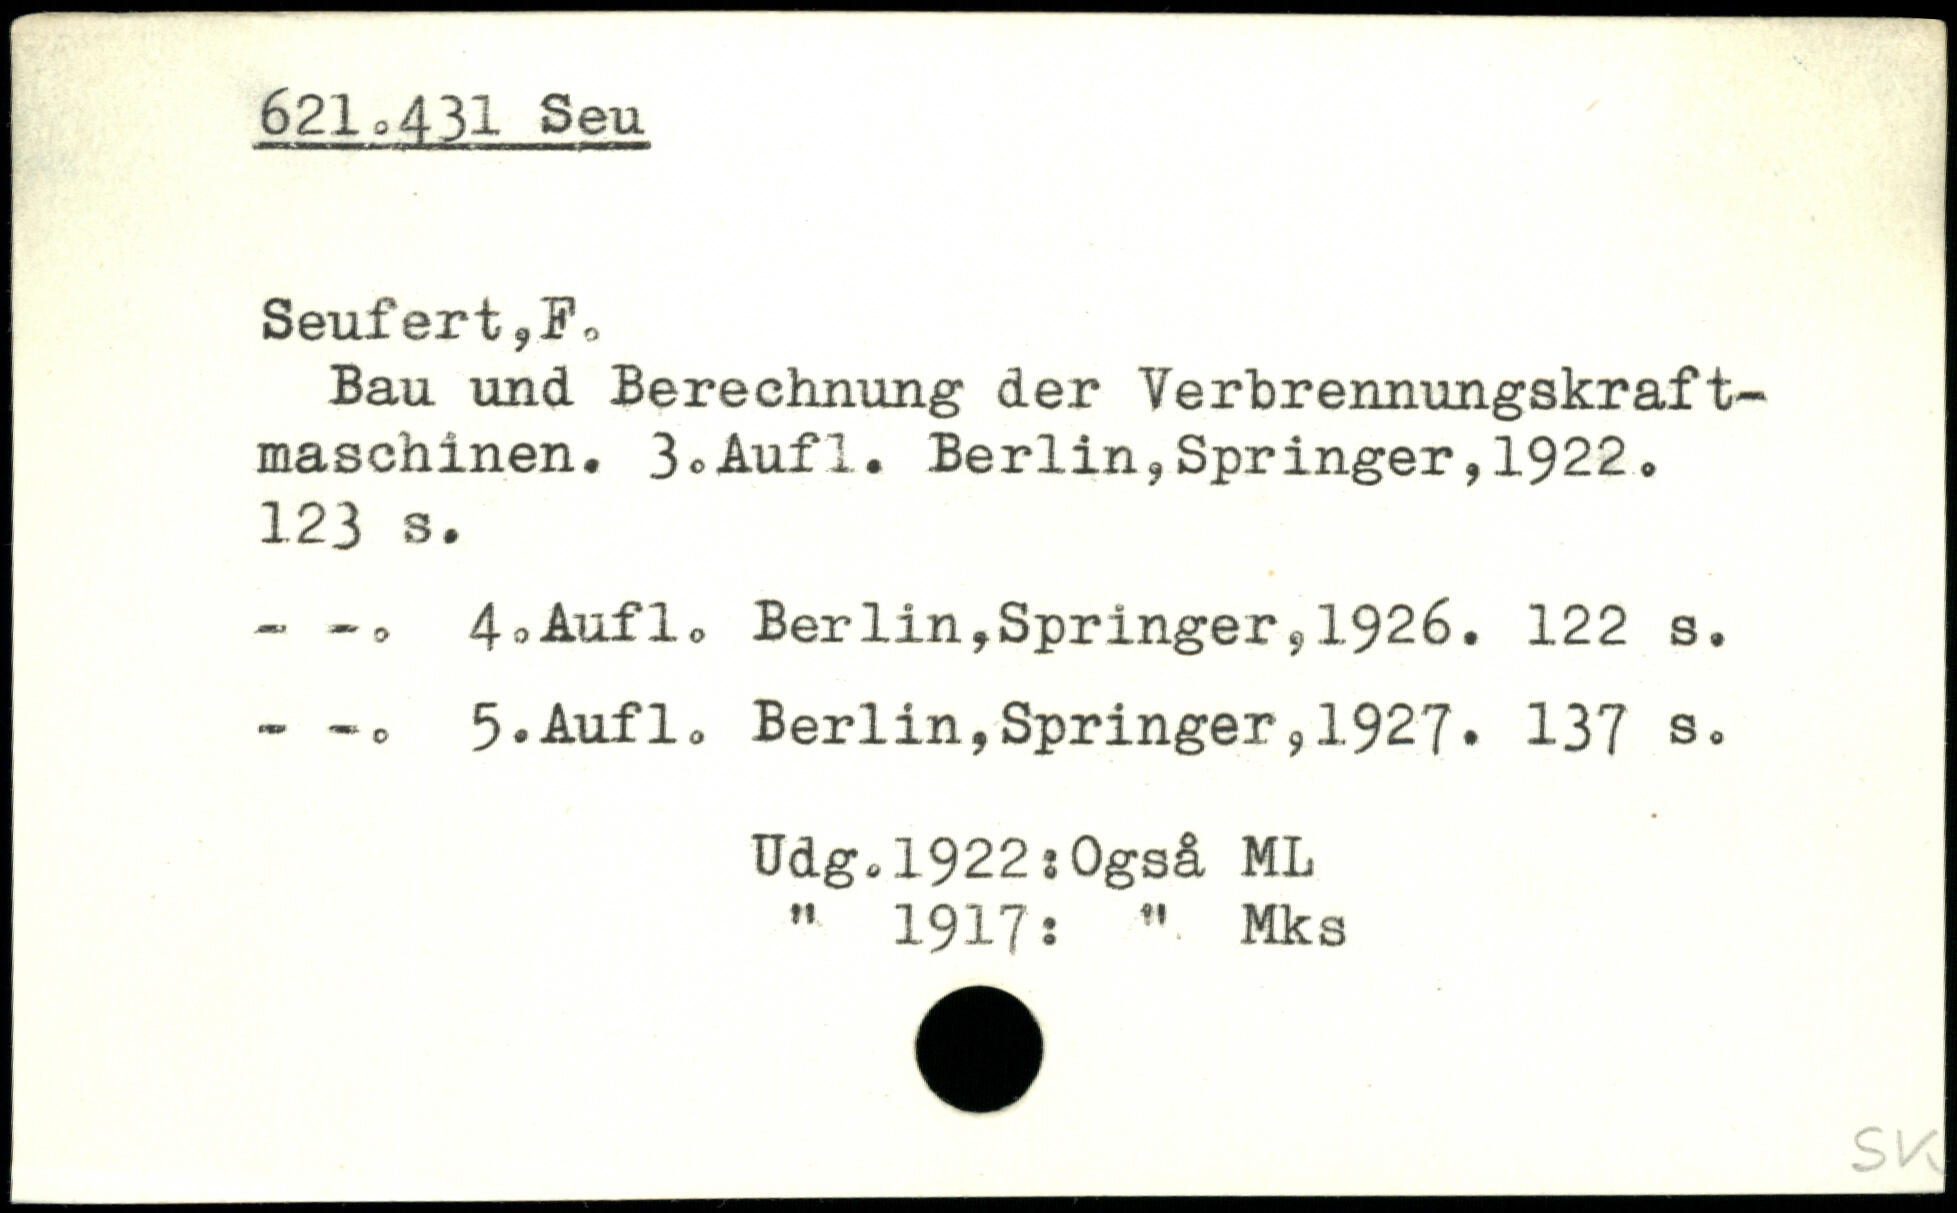 621.431 Seu
Seufert,F.
Bau und Berechnung der Verbrennungskraft-
maschinen. 3.Aufl. Berlin,Springer,1922.
123 s.
- -. 4.Aufl. Berlin,Springer,1926. 122 s.
- -. 5.Aufl. Berlin,Springer,1927. 137 s.
Udg.1922:Også ML
" 1917: " Mks